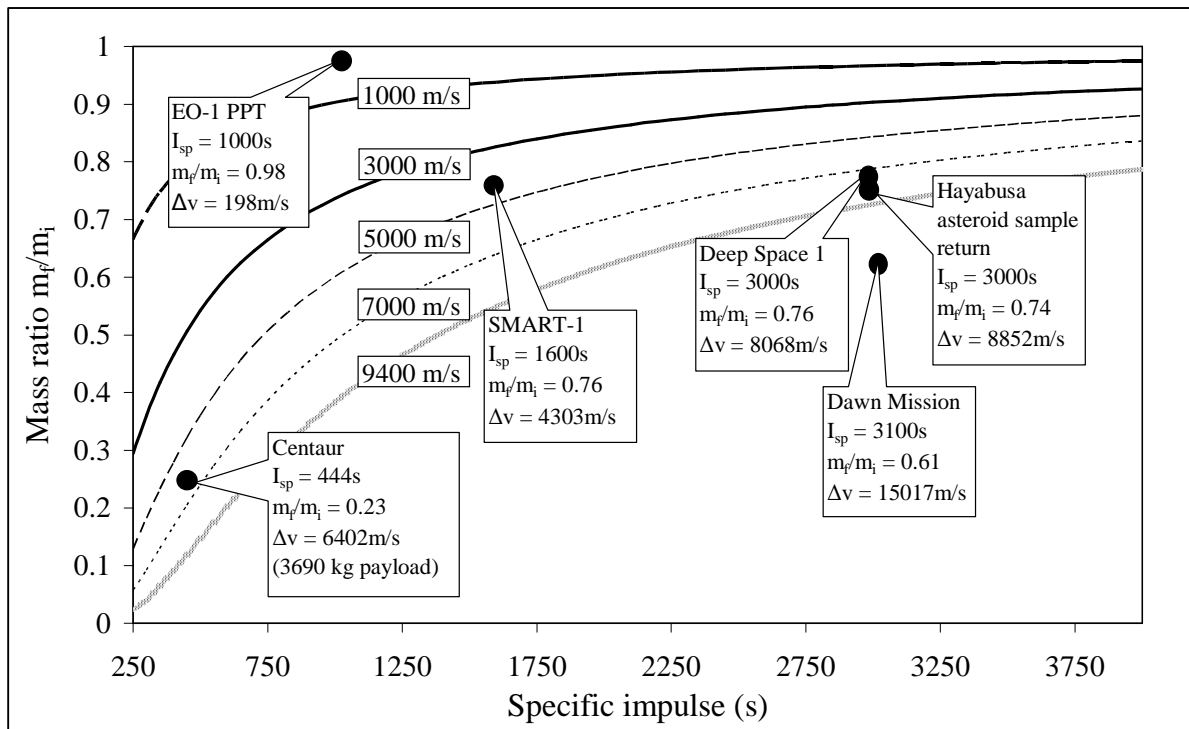 1
0.9
0.8
0.7
0.6
0.5
0.4
0.3
0.2
0.1
0
Mass ratio m_f/m_i
250
750
1250
1750
2250
2750
3250
3750
Specific impulse (s)
1000 m/s
3000 m/s
5000 m/s
7000 m/s
9400 m/s
EO-1 PPT
I_sp = 1000s
m_f/m_i = 0.98
Δv = 198m/s
Centaur
I_sp = 444s
m_f/m_i = 0.23
Δv = 6402m/s
(3690 kg payload)
SMART-1
I_sp = 1600s
m_f/m_i = 0.76
Δv = 4303m/s
Deep Space 1
I_sp = 3000s
m_f/m_i = 0.76
Δv = 8068m/s
Hayabusa
asteroid sample
return
I_sp = 3000s
m_f/m_i = 0.74
Δv = 8852m/s
Dawn Mission
I_sp = 3100s
m_f/m_i = 0.61
Δv = 15017m/s